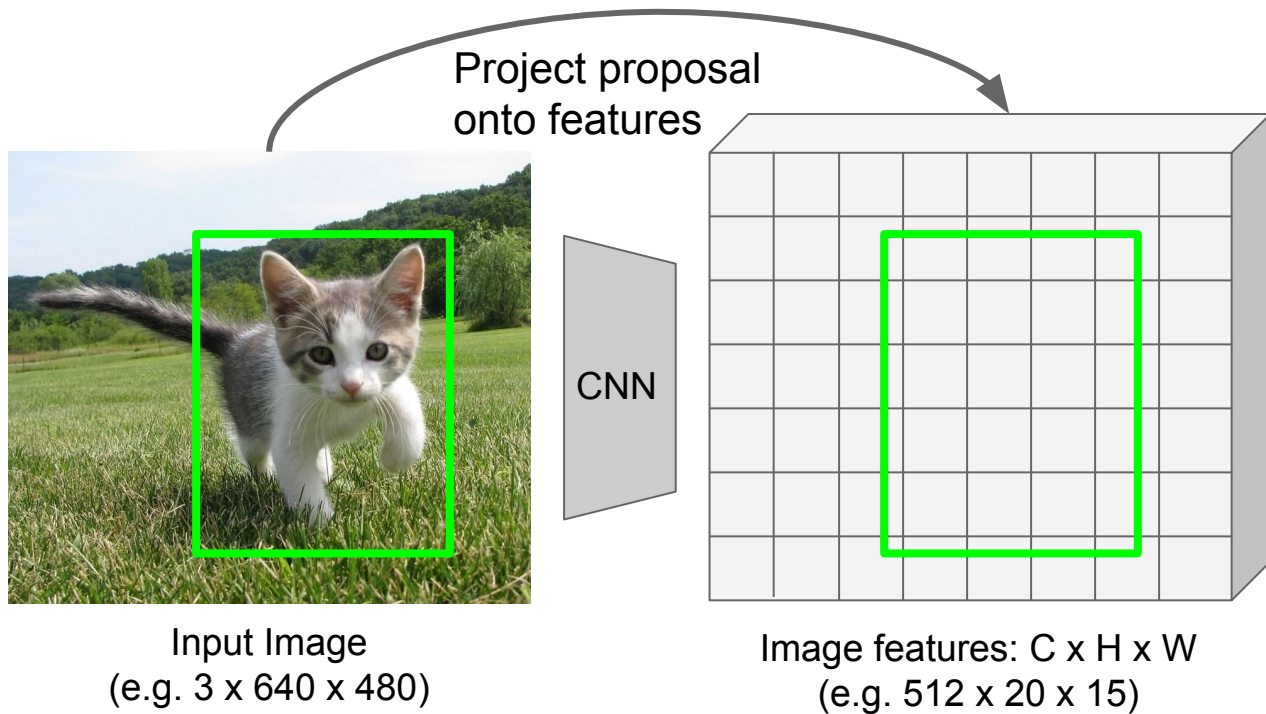 Project proposal
onto features
CNN
Input Image
(e.g. 3 x 640 x 480)
Image features: C x H x W
(e.g. 512 x 20 x 15)